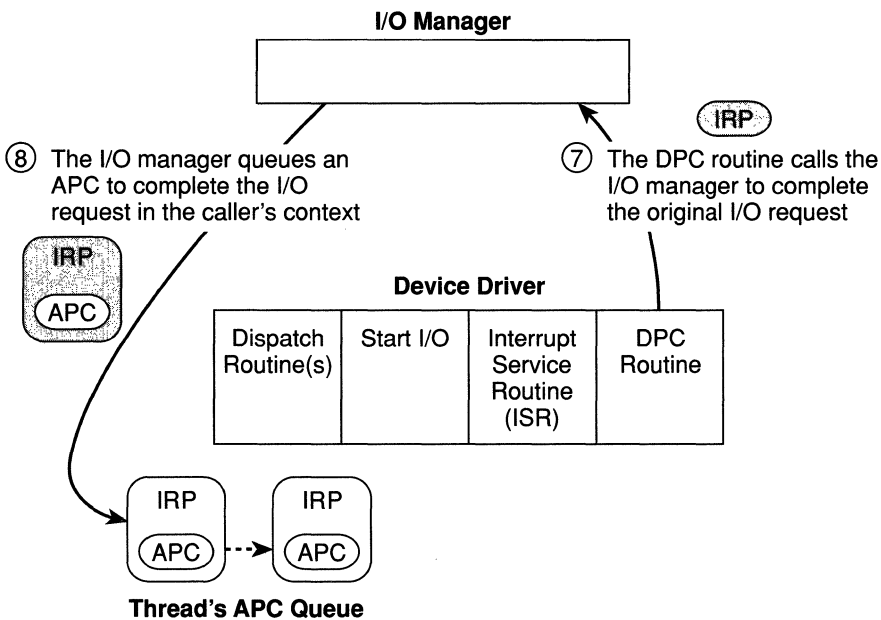 I/O Manager
IRP
⑧ The I/O manager queues an
APC to complete the I/O
request in the caller's context
⑦ The DPC routine calls the
I/O manager to complete
the original I/O request
IRP
APC
Device Driver
Dispatch
Routine(s)
Start I/O
Interrupt
Service
Routine
(ISR)
DPC
Routine
IRP
APC
IRP
APC
Thread's APC Queue